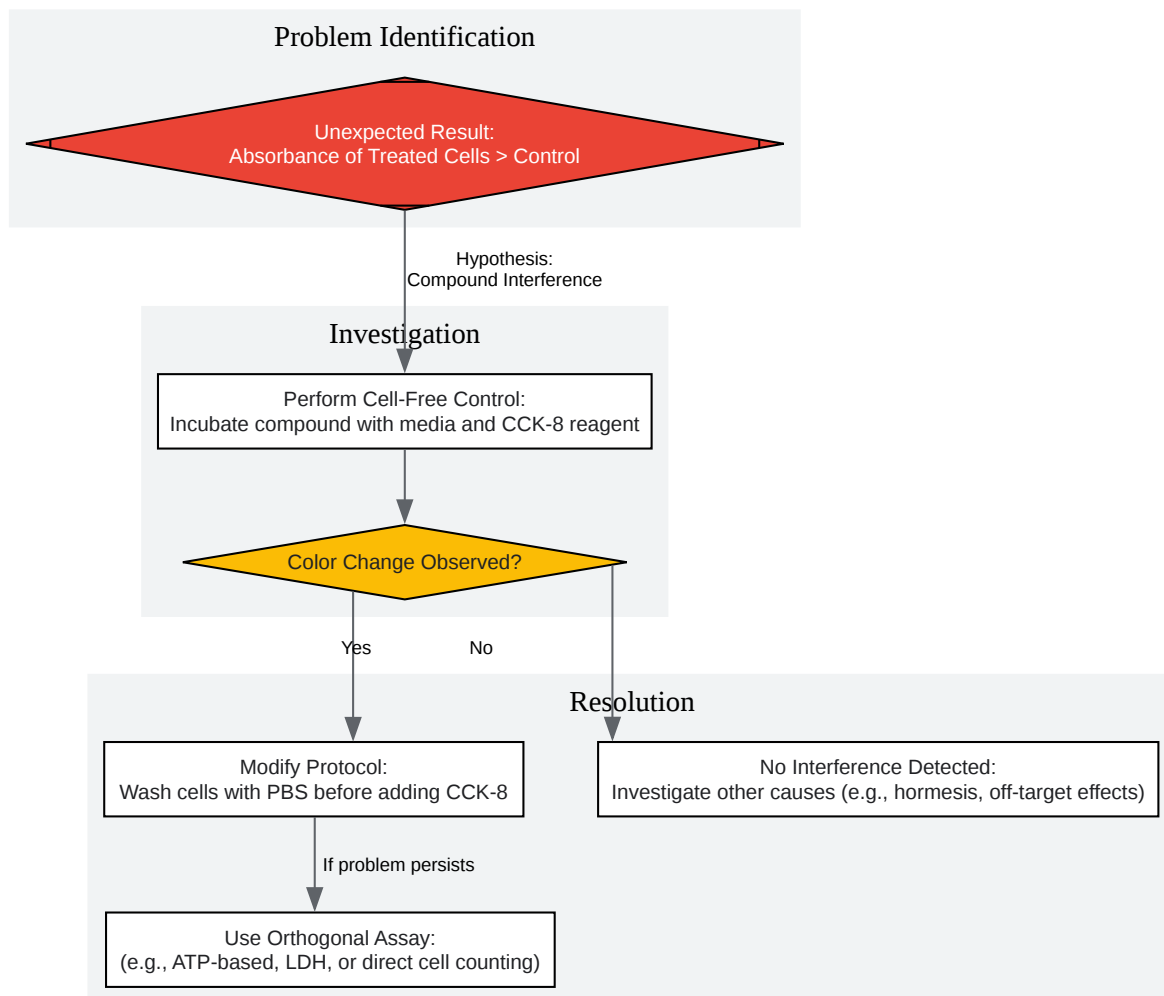 Problem Identification
Unexpected Result:
Absorbance of Treated Cells > Control
Hypothesis:
Compound Interference
Investigation
Perform Cell-Free Control:
Incubate compound with media and CCK-8 reagent
Color Change Observed?
Yes
No
Resolution
Modify Protocol:
Wash cells with PBS before adding CCK-8
No Interference Detected:
Investigate other causes (e.g., hormesis, off-target effects)
If problem persists
Use Orthogonal Assay:
(e.g., ATP-based, LDH, or direct cell counting)